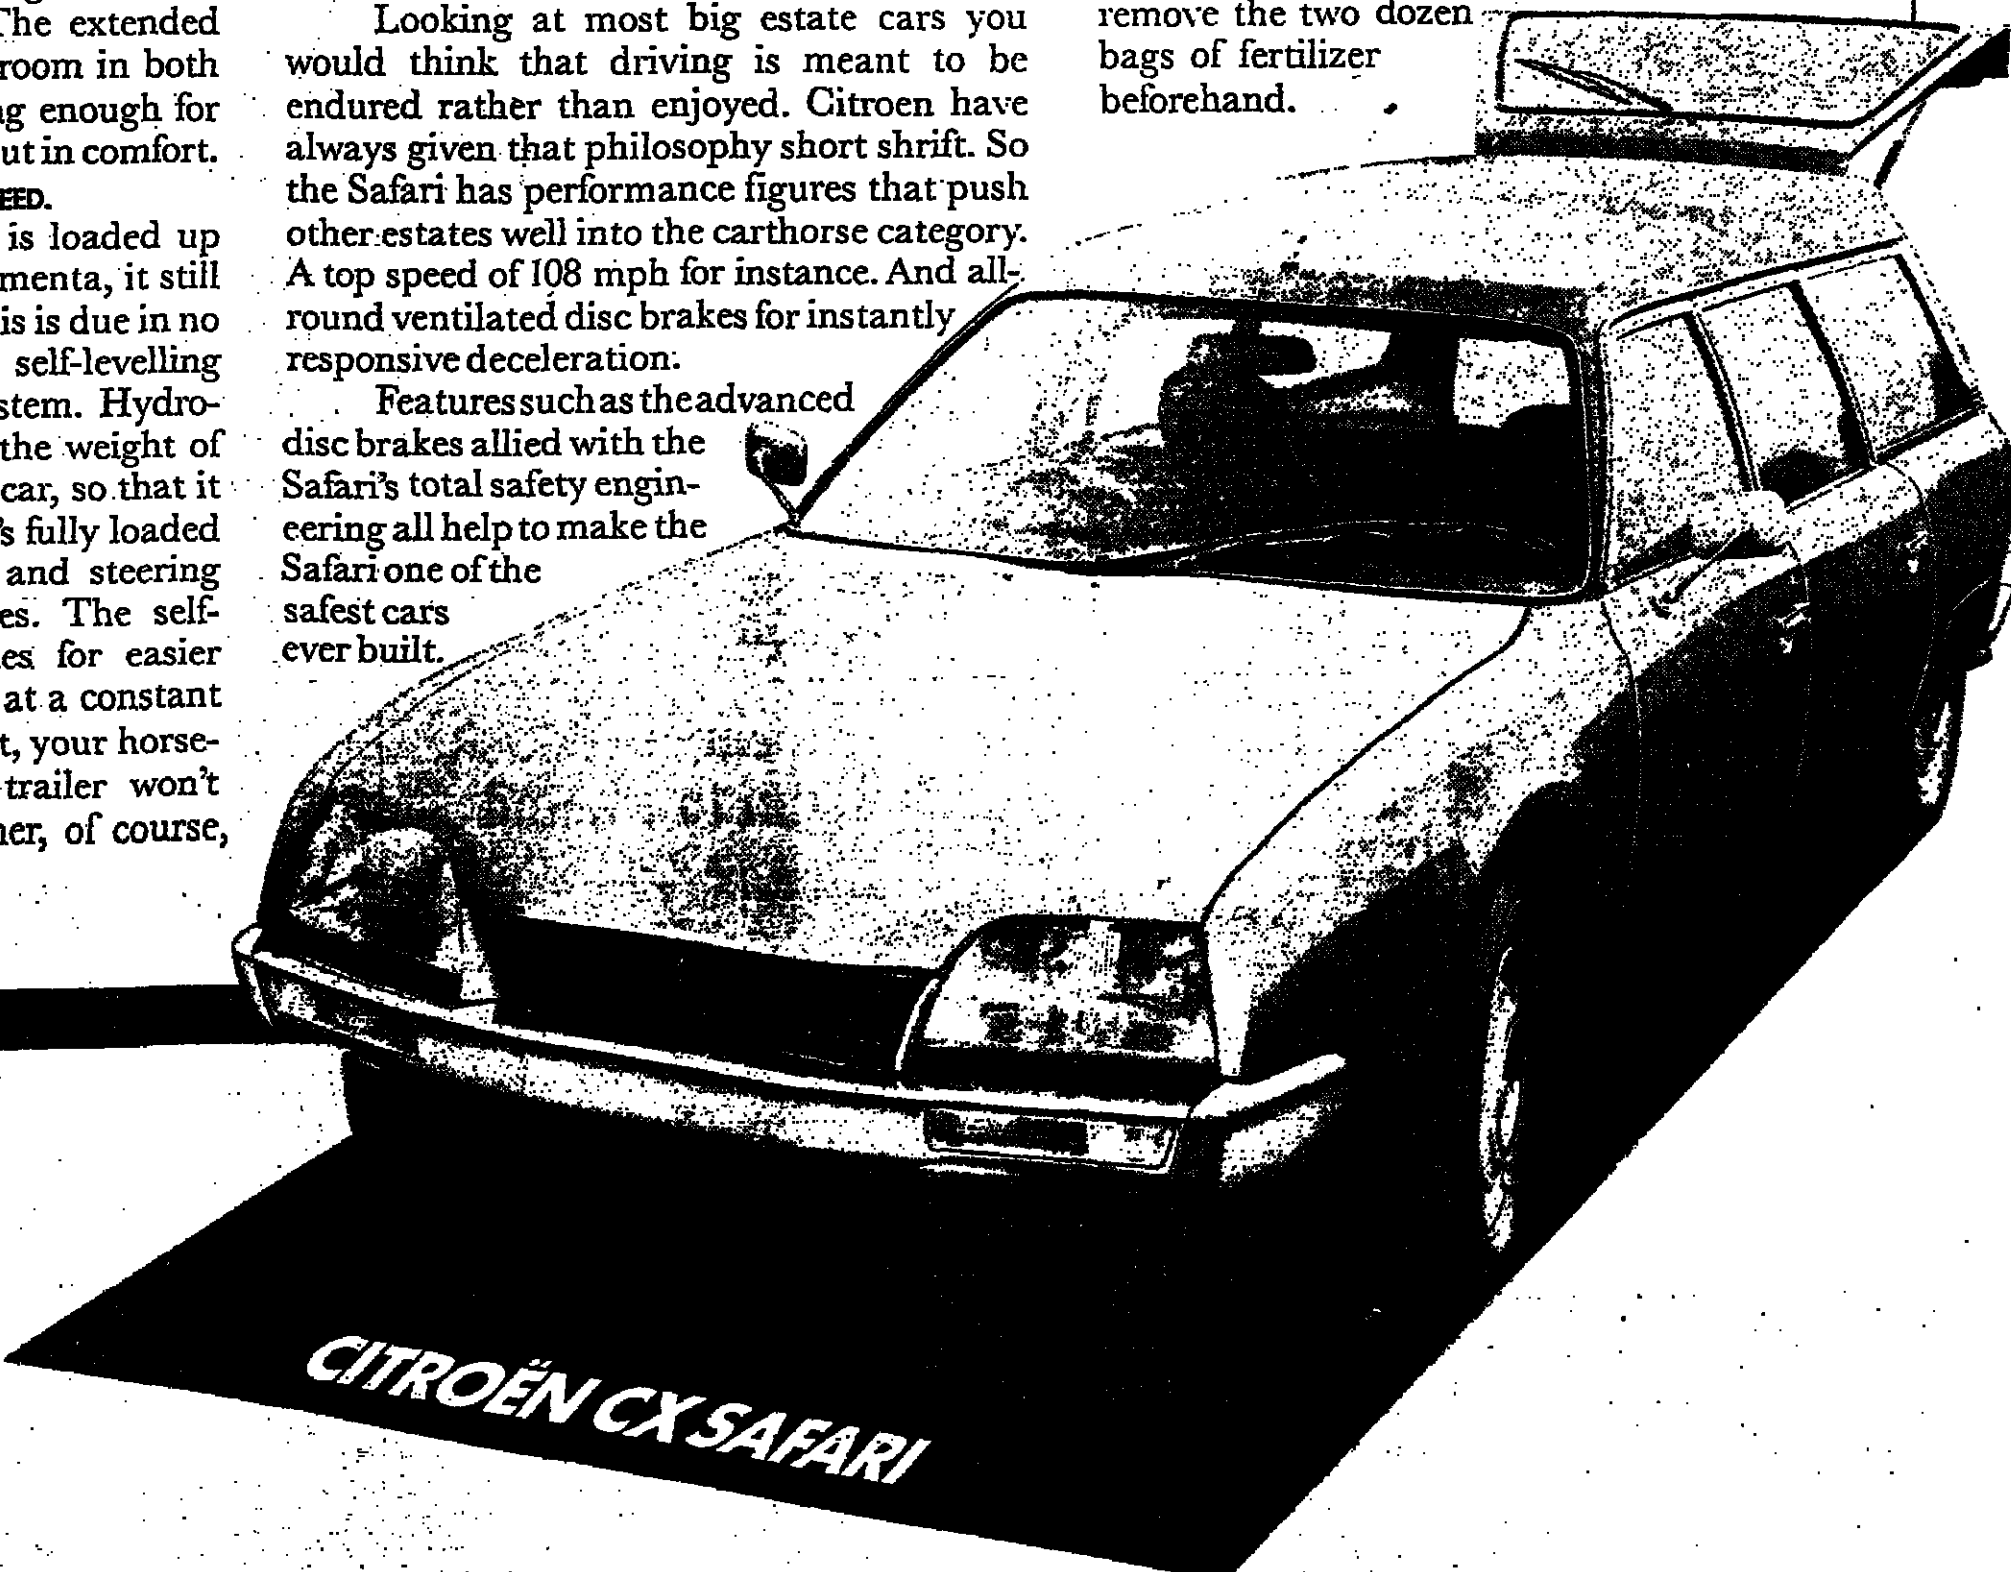 The extended
room in both
enough for
in comfort.
is loaded up
it still
is is due in no
self-levelling
Hydro-
the weight of
car, so that it
fully loaded
and steering
The self-
for easier
at a constant
your horse-
trailer won't
of course,
Looking at most big estate cars you
would think that driving is meant to be
endured rather than enjoyed. Citroen have
always given that philosophy short shrift. So
the Safari has performance figures that push
other estates well into the carthorse category.
A top speed of 108 mph for instance. And all-
round ventilated disc brakes for instantly
responsive deceleration.
Features such as the advanced
disc brakes allied with the
Safari's total safety engin-
eering all help to make the
Safari one of the
safest cars
ever built.
remove the two dozen
bags of fertilizer
beforehand.
CITROËN CX SAFARI